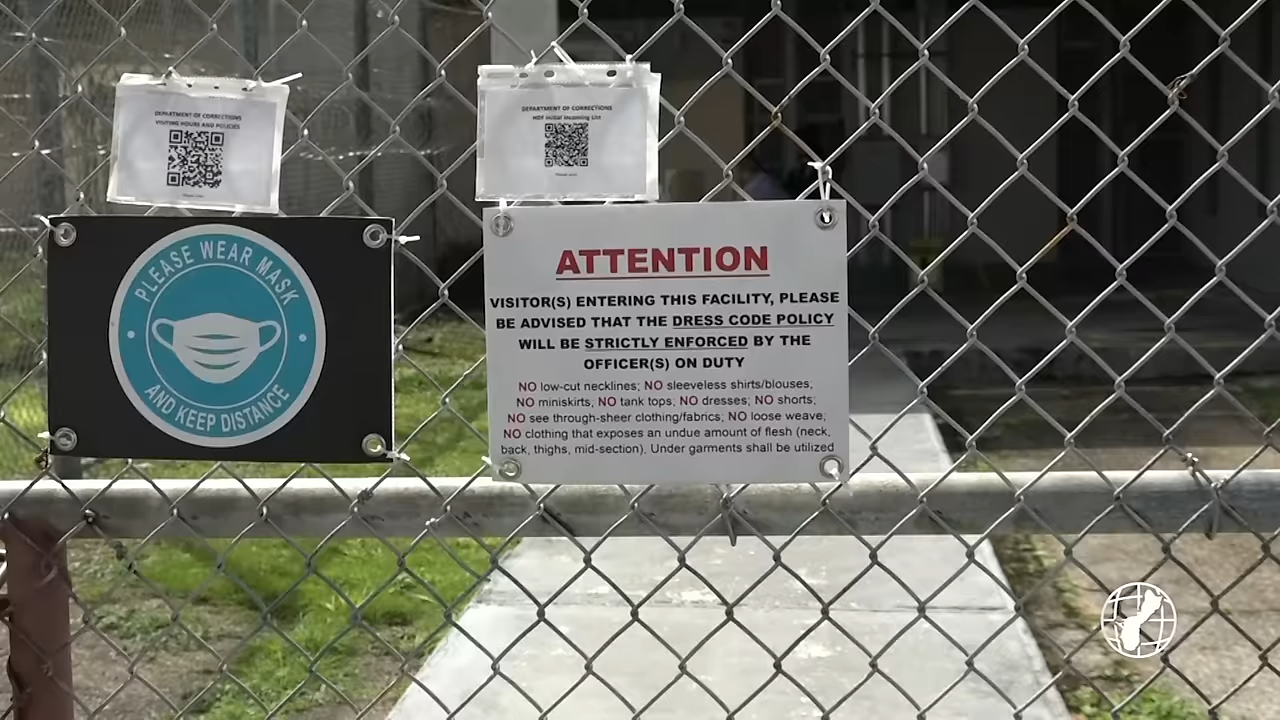 DEPARTMENT OF CORRECTIONS
VISITING HOURS AND POLICIES
DEPARTMENT OF CORRECTIONS
HDF Initial Incoming List
PLEASE WEAR MASK
AND KEEP DISTANCE
ATTENTION
VISITOR(S) ENTERING THIS FACILITY, PLEASE
BE ADVISED THAT THE DRESS CODE POLICY
WILL BE STRICTLY ENFORCED BY THE
OFFICER(S) ON DUTY
NO low-cut necklines; NO sleeveless shirts/blouses,
NO miniskirts, NO tank tops; NO dresses; NO shorts;
NO see through-sheer clothing/fabrics; NO loose weave;
NO clothing that exposes an undue amount of flesh (neck,
back, thighs, mid-section). Under garments shall be utilized